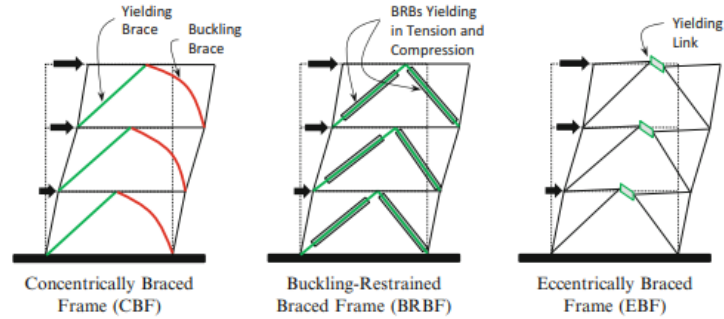 Yielding
Brace
Buckling
Brace
BRBs Yielding
in Tension and
Compression
Yielding
Link
Concentrically Braced
Frame (CBF)
Buckling-Restrained
Braced Frame (BRBF)
Eccentrically Braced
Frame (EBF)